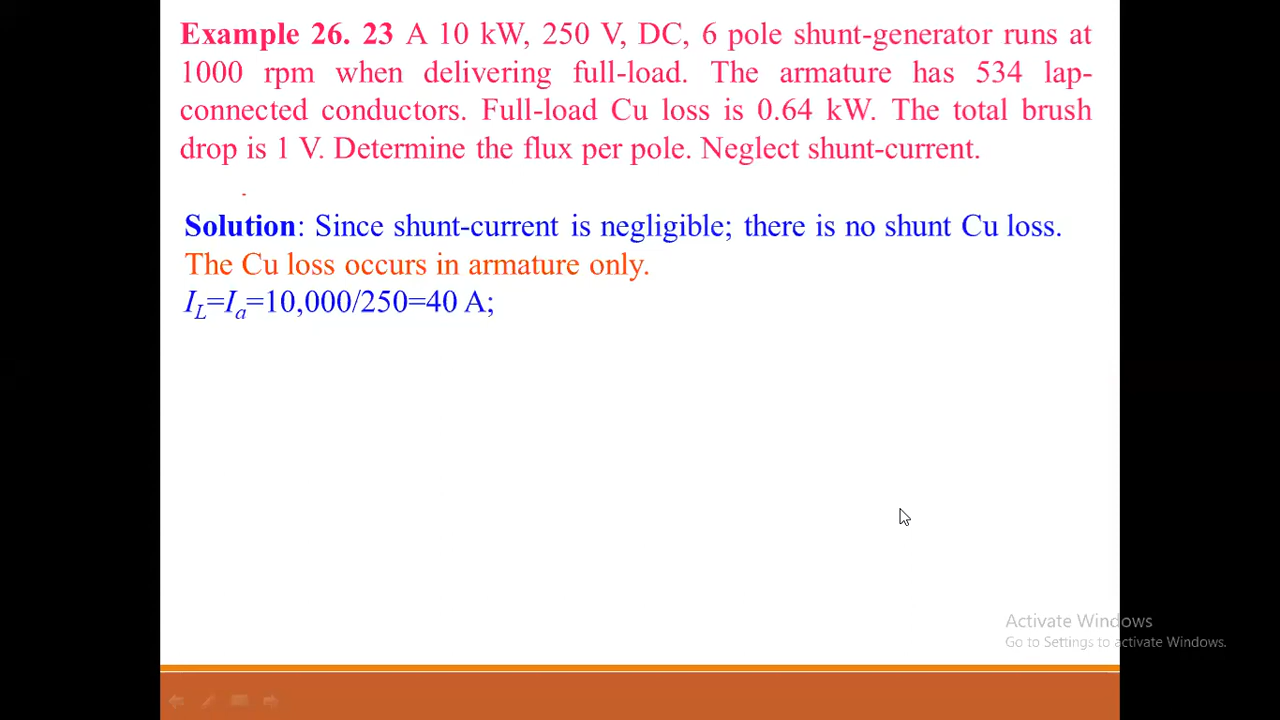 Example 26. 23 A 10 kW, 250 V, DC, 6 pole shunt-generator runs at
1000 rpm when delivering full-load. The armature has 534 lap-
connected conductors. Full-load Cu loss is 0.64 kW. The total brush
drop is 1 V. Determine the flux per pole. Neglect shunt-current.
Solution: Since shunt-current is negligible; there is no shunt Cu loss.
The Cu loss occurs in armature only.
I_L=I_a=10,000/250=40 A;
Activate Windows
Go to Settings to activate Windows.